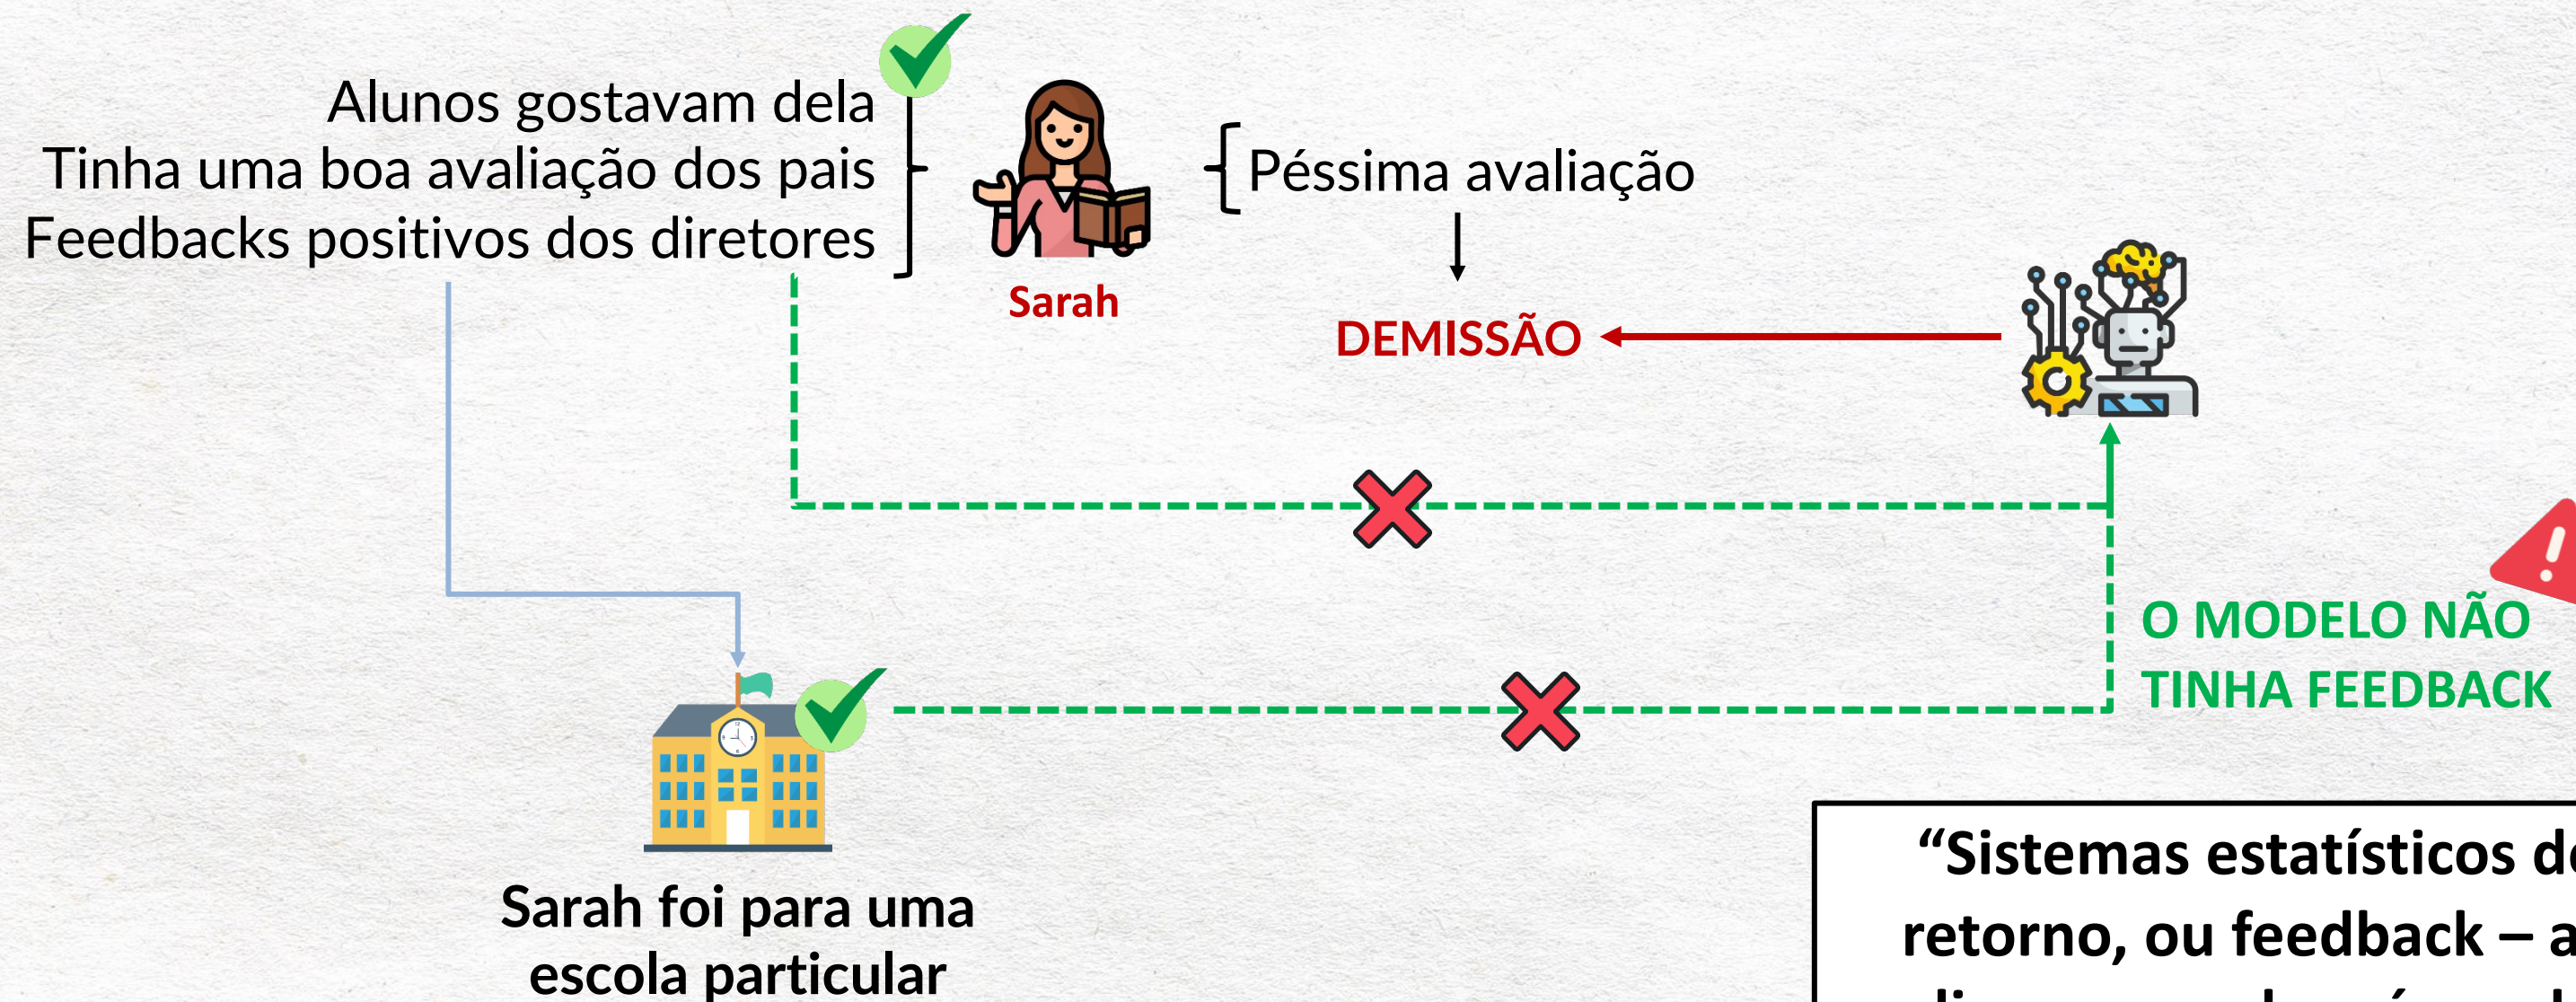 Alunos gostavam dela
Tinha uma boa avaliação dos pais
Feedbacks positivos dos diretores
Sarah
Péssima avaliação
DEMISSÃO
O MODELO NÃO
TINHA FEEDBACK
Sarah foi para uma
escola particular
“Sistemas estatísticos
retorno, ou feedback –